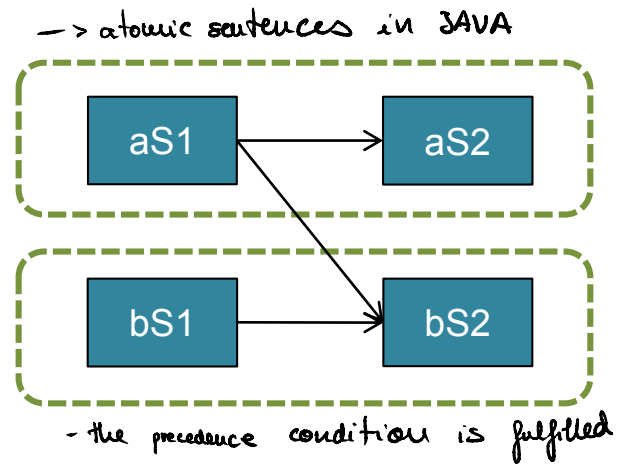 -> atomic sentences in JAVA
aS1 aS2
bS1 bS2
- the precedence condition is fulfilled